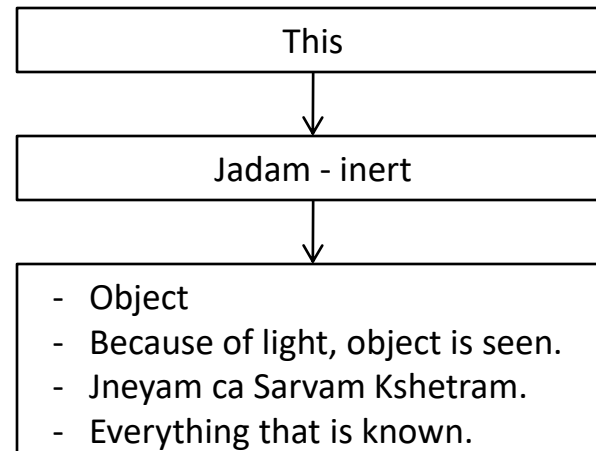 This
Jadam - inert
- Object
- Because of light, object is seen.
- Jneyam ca Sarvam Kshetram.
- Everything that is known.